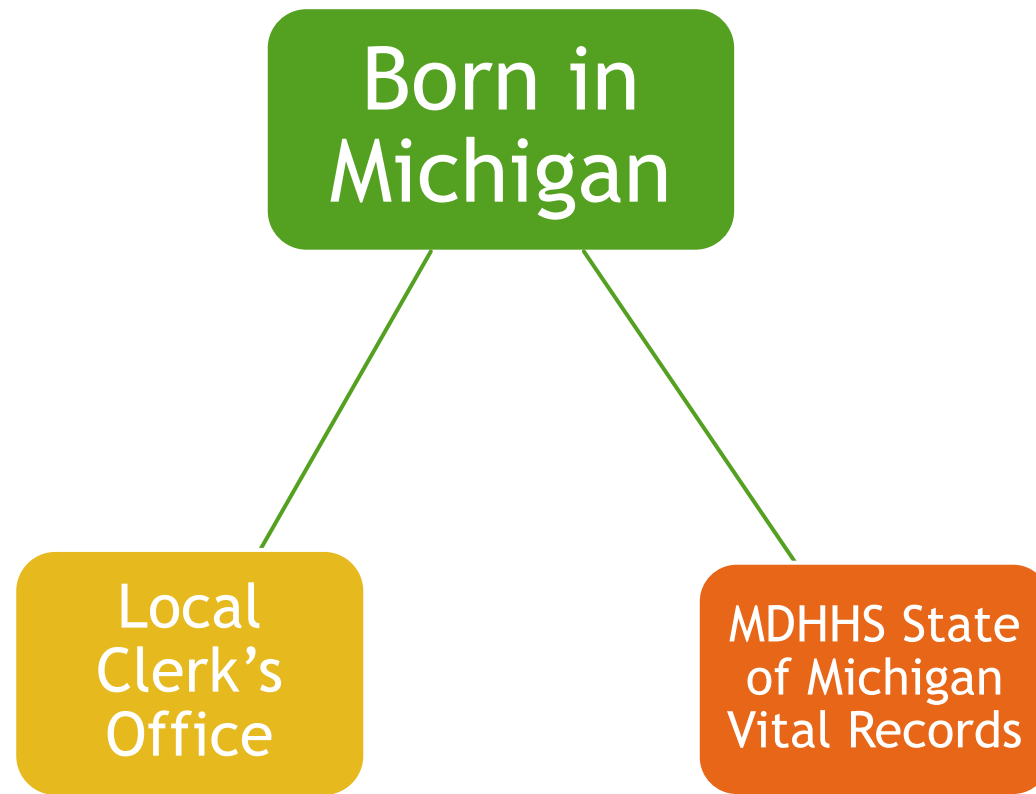 Born in
Michigan
Local
Clerk’s
Office
MDHHS State
of Michigan
Vital Records